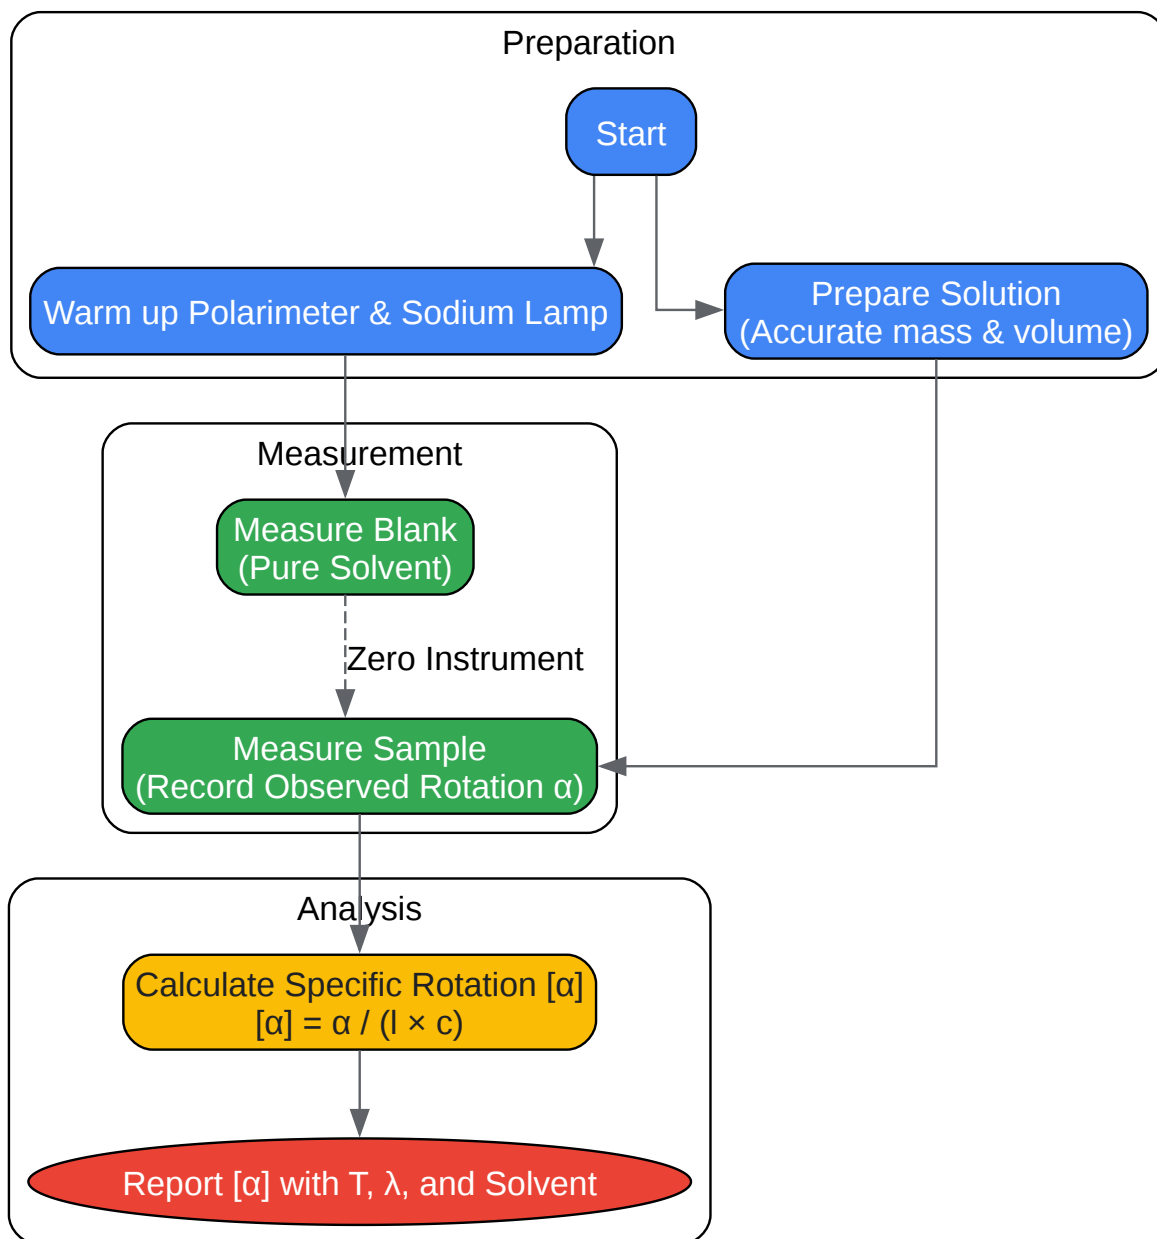 Preparation
Start
Warm up Polarimeter & Sodium Lamp
Prepare Solution
(Accurate mass & volume)
Measurement
Measure Blank
(Pure Solvent)
Zero Instrument
Measure Sample
(Record Observed Rotation α)
Analysis
Calculate Specific Rotation [α]
[α] = α / (l × c)
Report [α] with T, λ, and Solvent